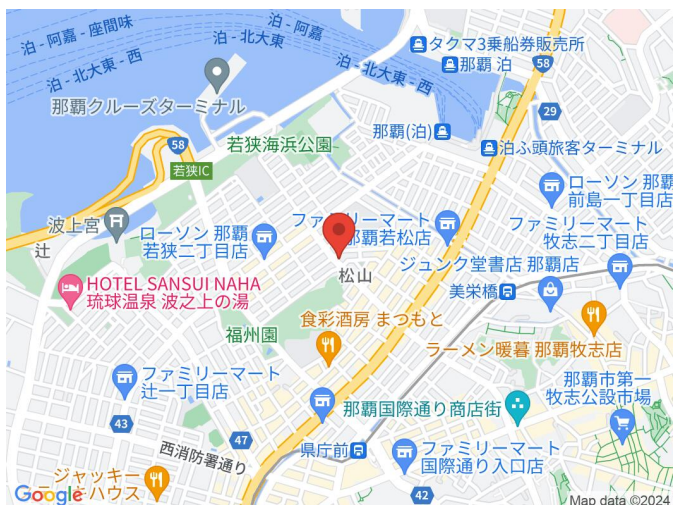 泊 - 阿嘉 - 座間味
泊 - 北大東 - 西
泊 - 阿嘉
泊 - 北大東 - 西
タクマ3乗船券販売所
那覇 泊
58
那覇クルーズターミナル
29
那覇(泊)
58
若狭海浜公園
泊ふ頭旅客ターミナル
若狭IC
ローソン 那覇
前島一丁目店
波上宮
辻
ローソン 那覇
若狭二丁目店
ファミリーマート
那覇若松店
ファミリーマート
牧志二丁目店
松山
ジュンク堂書店 那覇店
HOTEL SANSUI NAHA
琉球温泉 波之上の湯
美栄橋
福州園
食彩酒房 まつもと
ラーメン暖暮 那覇牧志店
ファミリーマート
辻一丁目店
那覇市第一
牧志公設市場
那覇国際通り商店街
43
47
西消防署通り
県庁前
ファミリーマート
国際通り入口店
ジャッキー
ハウス
42
Google
Map data ©2024